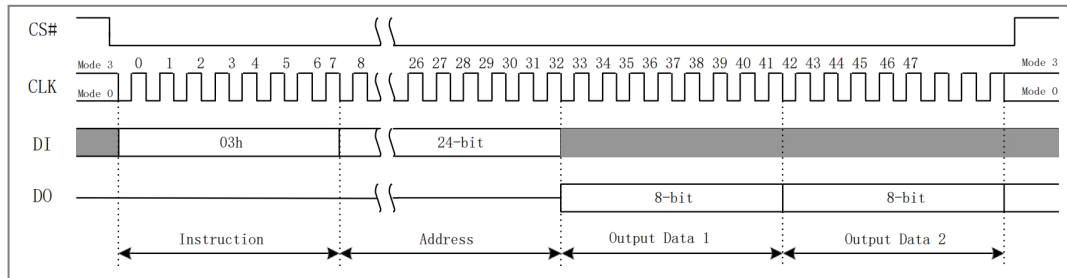 CS#
Mode 3 0 1 2 3 4 5 6 7 8 26 27 28 29 30 31 32 33 34 35 36 37 38 39 40 41 42 43 44 45 46 47 Mode 3
CLK
Mode 0 Mode 0
DI 03h 24-bit
DO 8-bit 8-bit
Instruction Address Output Data 1 Output Data 2